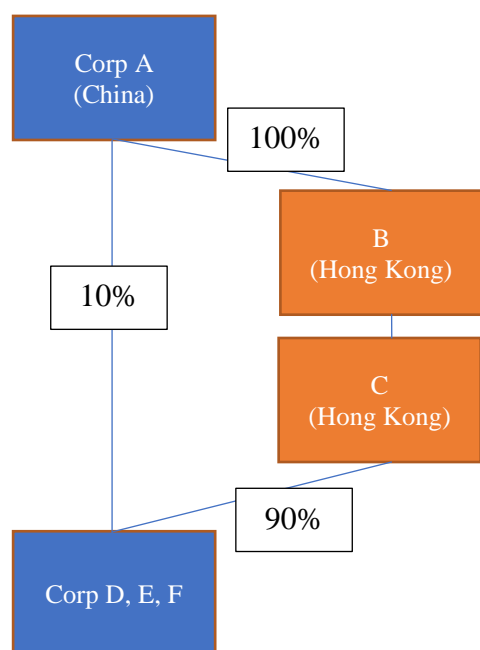 Corp A
(China)
100%
B
(Hong Kong)
10%
C
(Hong Kong)
90%
Corp D, E, F